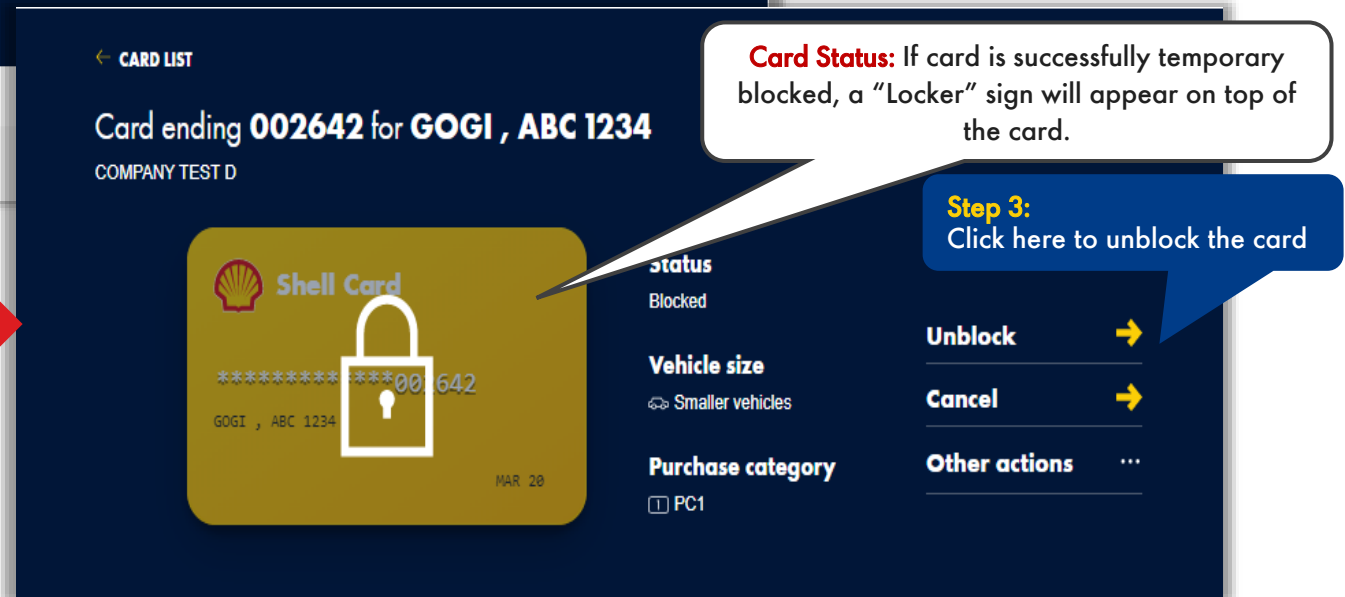 ← CARD LIST
Card ending 002642 for GOGI , ABC 1234
COMPANY TEST D
Card Status: If card is successfully temporary
blocked, a “Locker” sign will appear on top of
the card.
Step 3:
Click here to unblock the card
Shell Card
**************002642
GOGI , ABC 1234
MAR 20
Status
Blocked
Vehicle size
Smaller vehicles
Purchase category
1 PC1
Unblock →
Cancel →
Other actions ...